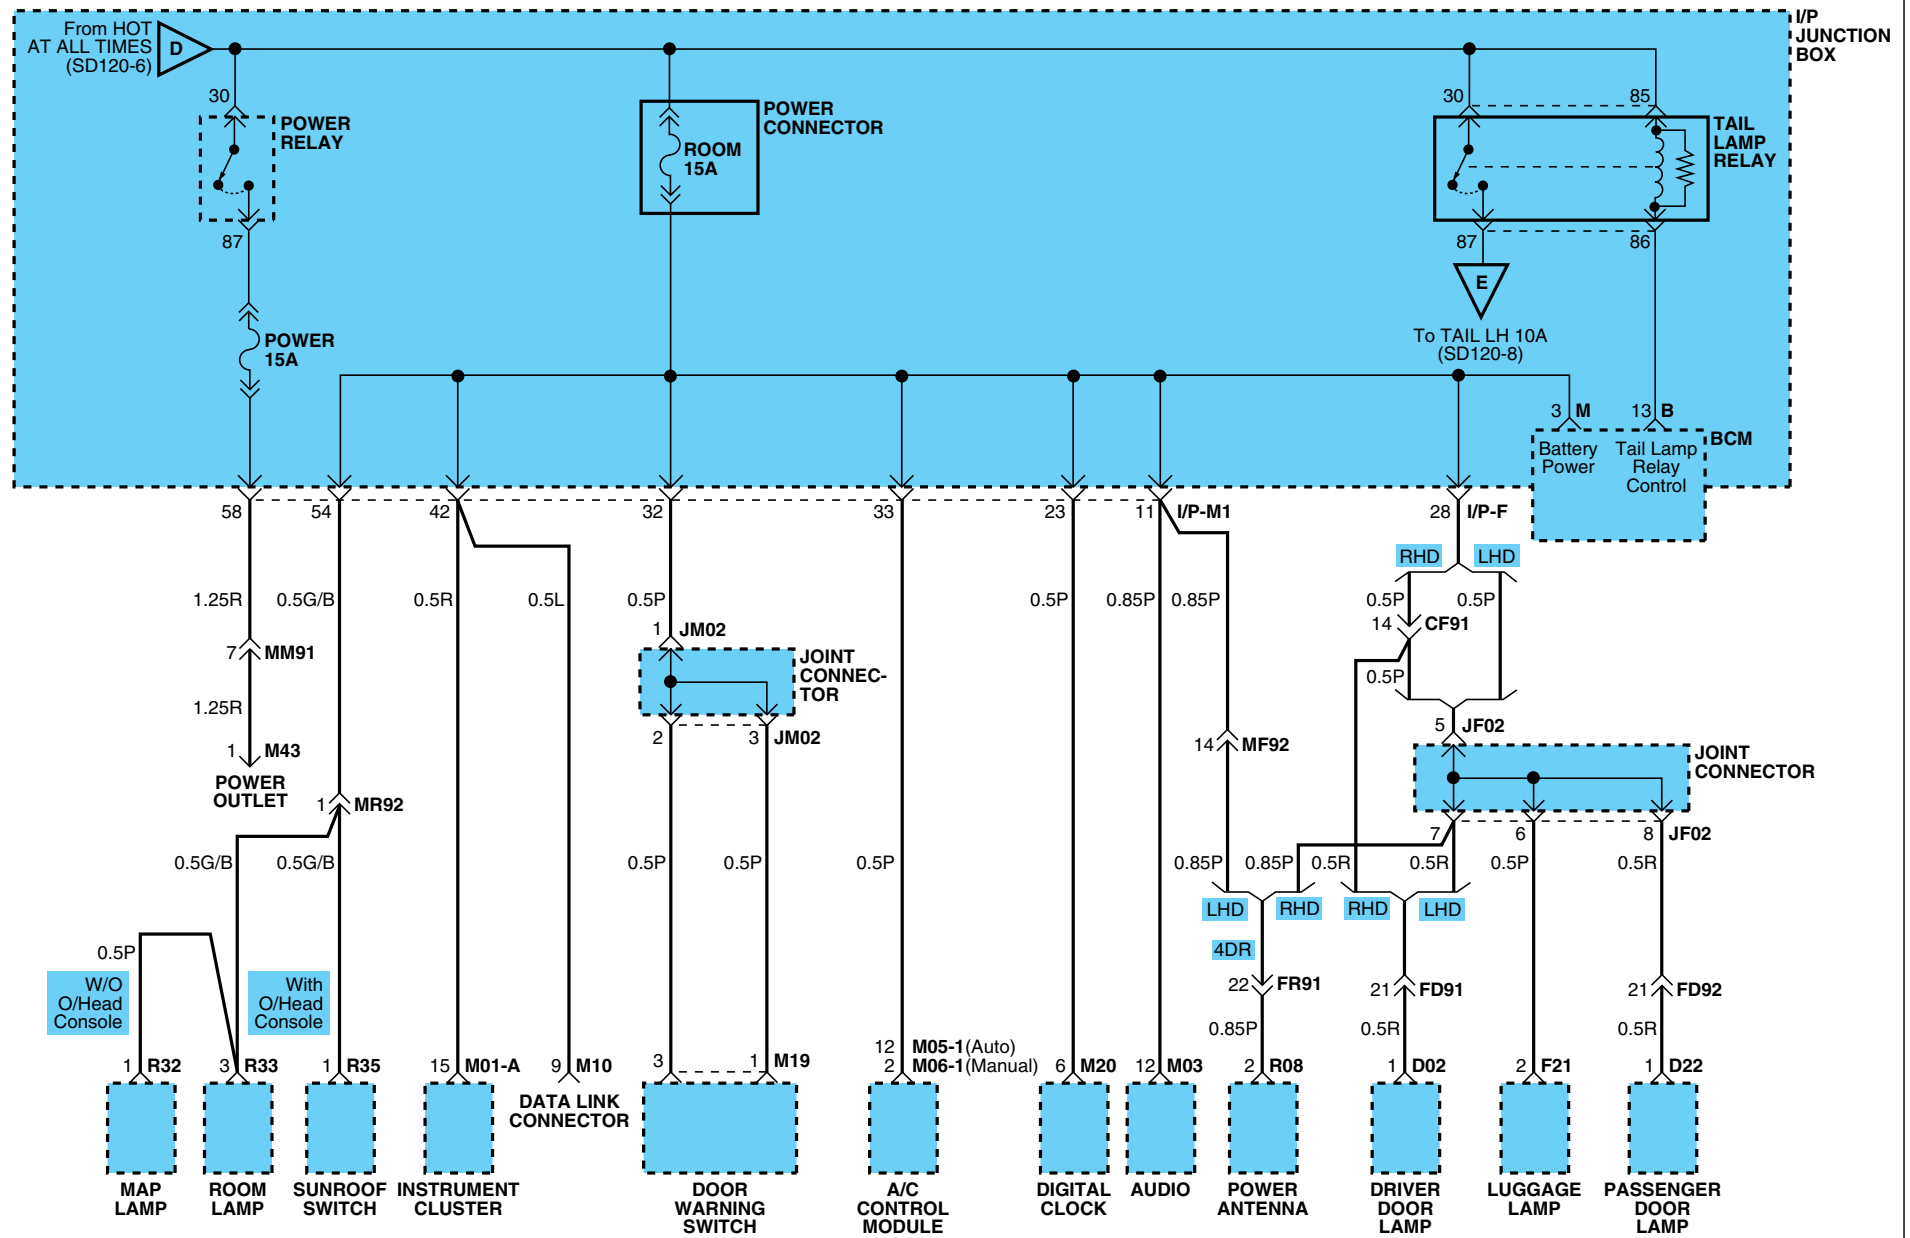 From HOT
AT ALL TIMES
(SD120-6)
D
I/P
JUNCTION
BOX
30
POWER
RELAY
87
POWER
15A
POWER
CONNECTOR
ROOM
15A
30
85
TAIL
LAMP
RELAY
87
86
E
To TAIL LH 10A
(SD120-8)
3 M
13 B
BCM
Battery
Power
Tail Lamp
Relay
Control
58
54
42
32
33
23
11
I/P-M1
28
I/P-F
RHD
LHD
1.25R
0.5G/B
0.5R
0.5L
0.5P
0.5P
0.85P
0.85P
0.5P
0.5P
14
CF91
1
JM02
7
MM91
JOINT
CONNEC-
TOR
0.5P
1.25R
2
3
JM02
14
MF92
5
JF02
1
M43
POWER
OUTLET
JOINT
CONNECTOR
1
MR92
7
6
8
JF02
0.5G/B
0.5G/B
0.5P
0.5P
0.5P
0.85P
0.85P
0.5R
0.5R
0.5P
0.5R
LHD
RHD
RHD
LHD
0.5P
4DR
W/O
O/Head
Console
With
O/Head
Console
22
FR91
21
FD91
21
FD92
0.85P
0.5R
0.5R
1 R32
3 R33
1 R35
15 M01-A
9 M10
DATA LINK
CONNECTOR
3
1 M19
12 M05-1(Auto)
2 M06-1(Manual)
6 M20
12 M03
2 R08
1 D02
2 F21
1 D22
MAP
LAMP
ROOM
LAMP
SUNROOF
SWITCH
INSTRUMENT
CLUSTER
DOOR
WARNING
SWITCH
A/C
CONTROL
MODULE
DIGITAL
CLOCK
AUDIO
POWER
ANTENNA
DRIVER
DOOR
LAMP
LUGGAGE
LAMP
PASSENGER
DOOR
LAMP